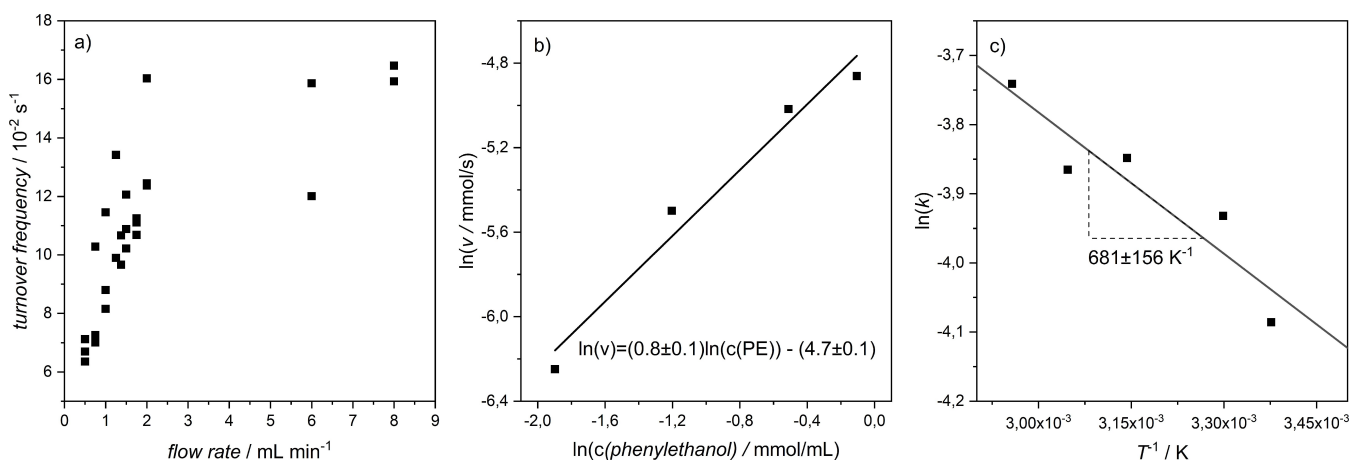 a)
18
16
14
12
10
8
6
turnover frequency / 10⁻² s⁻¹
0 1 2 3 4 5 6 7 8 9
flow rate / mL min⁻¹
b)
-4,8
-5,2
-5,6
-6,0
-6,4
ln(v / mmol/s)
ln(v)=(0.8±0.1)ln(c(PE)) - (4.7±0.1)
-2,0 -1,6 -1,2 -0,8 -0,4 0,0
ln(c(phenylethanol) / mmol/mL)
c)
-3,7
-3,8
-3,9
-4,0
-4,1
-4,2
ln(k)
681±156 K⁻¹
3,00x10⁻³ 3,15x10⁻³ 3,30x10⁻³ 3,45x10⁻³
T⁻¹ / K